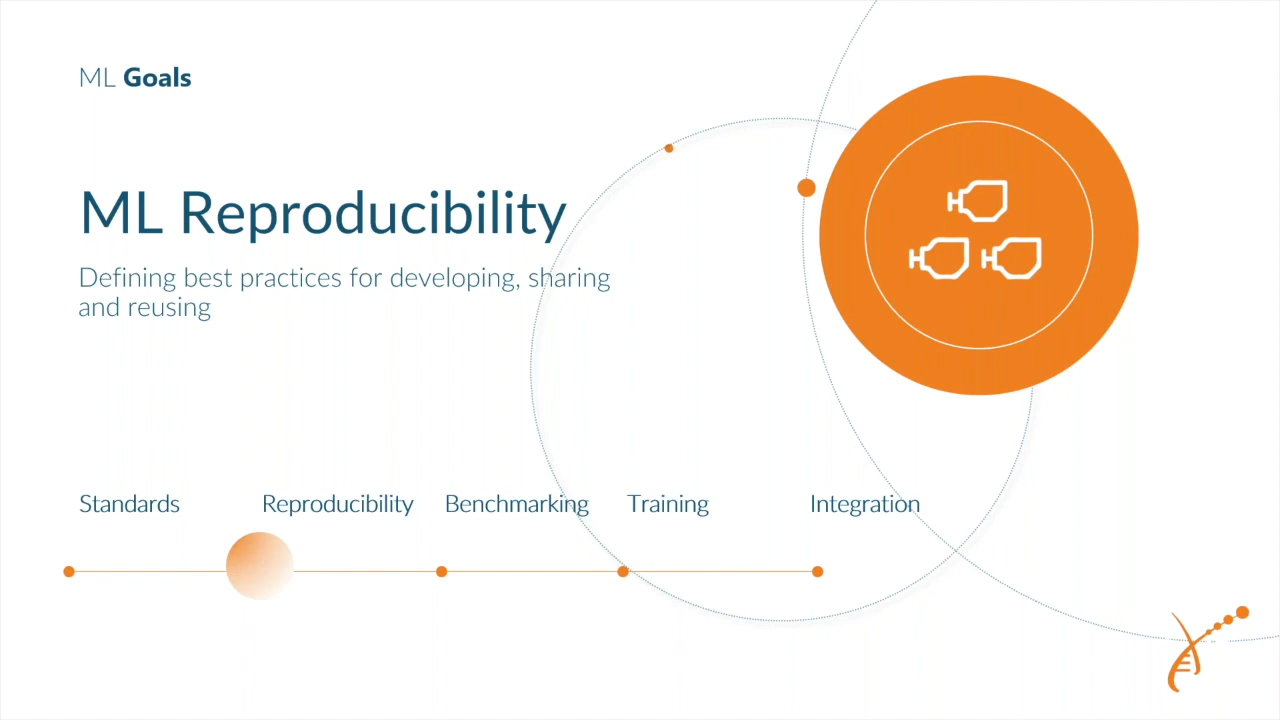 ML Goals
ML Reproducibility
Defining best practices for developing, sharing
and reusing
Standards
Reproducibility
Benchmarking
Training
Integration